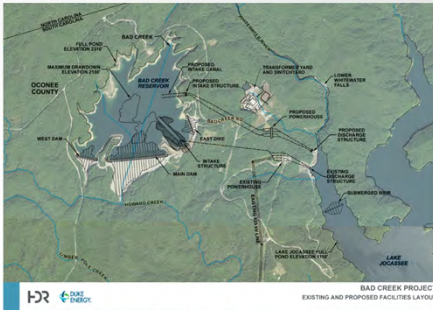 NORTH CAROLINA
SOUTH CAROLINA
BAD CREEK
FULL POND
ELEVATION 2310'
MAXIMUM DRAWDOWN
ELEVATION 2150'
OCONEE
COUNTY
BAD CREEK
RESERVOIR
PROPOSED
INTAKE CANAL
PROPOSED
INTAKE STRUCTURE
TRANSFORMER YARD
AND SWITCHYARD
LOWER
WHITEWATER
FALLS
PROPOSED
POWERHOUSE
PROPOSED
DISCHARGE
STRUCTURE
WEST DAM
EAST DIKE
INTAKE
STRUCTURE
MAIN DAM
EXISTING
POWERHOUSE
EXISTING
DISCHARGE
STRUCTURE
SUBMERGED WEIR
HOWARD CREEK
LAKE JOCASSEE FULL
POND ELEVATION 1110'
LAKE
JOCASSEE
HDR
DUKE
ENERGY.
BAD CREEK PROJECT
EXISTING AND PROPOSED FACILITIES LAYOU